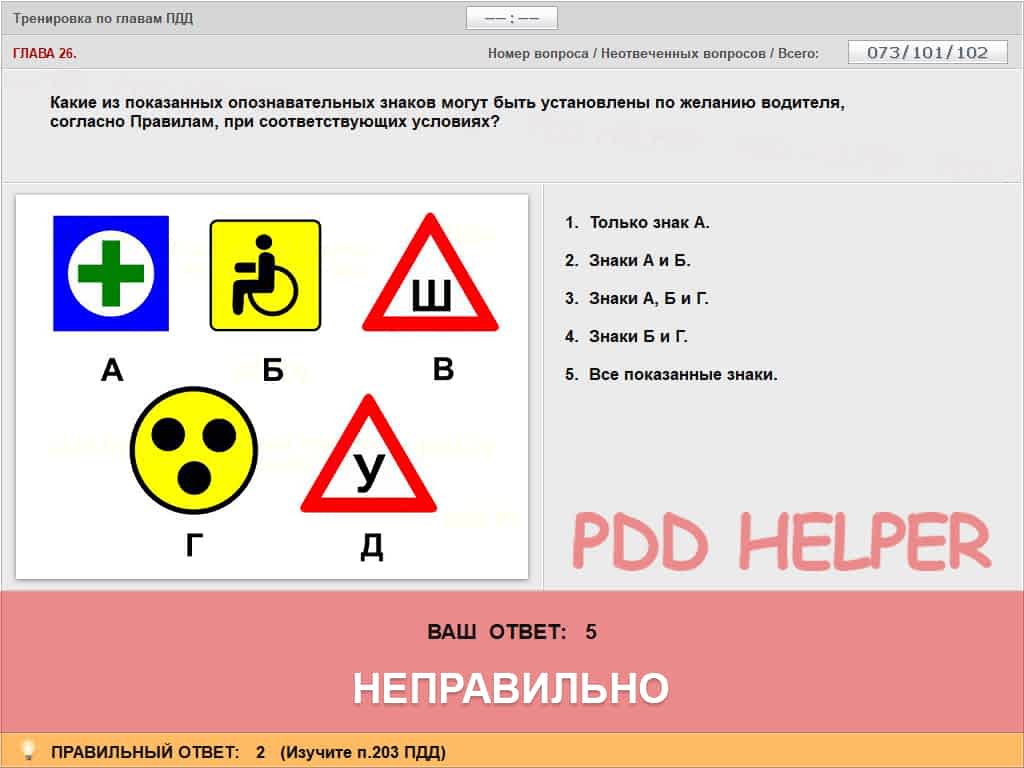 Тренировка по главам ПДД
–– : ––
ГЛАВА 26.
Номер вопроса / Неотвеченных вопросов / Всего:
073/101/102
Какие из показанных опознавательных знаков могут быть установлены по желанию водителя,
согласно Правилам, при соответствующих условиях?
Ш
А
Б
В
У
Г
Д
1. Только знак А.
2. Знаки А и Б.
3. Знаки А, Б и Г.
4. Знаки Б и Г.
5. Все показанные знаки.
PDD HELPER
ВАШ ОТВЕТ: 5
НЕПРАВИЛЬНО
ПРАВИЛЬНЫЙ ОТВЕТ: 2 (Изучите п.203 ПДД)